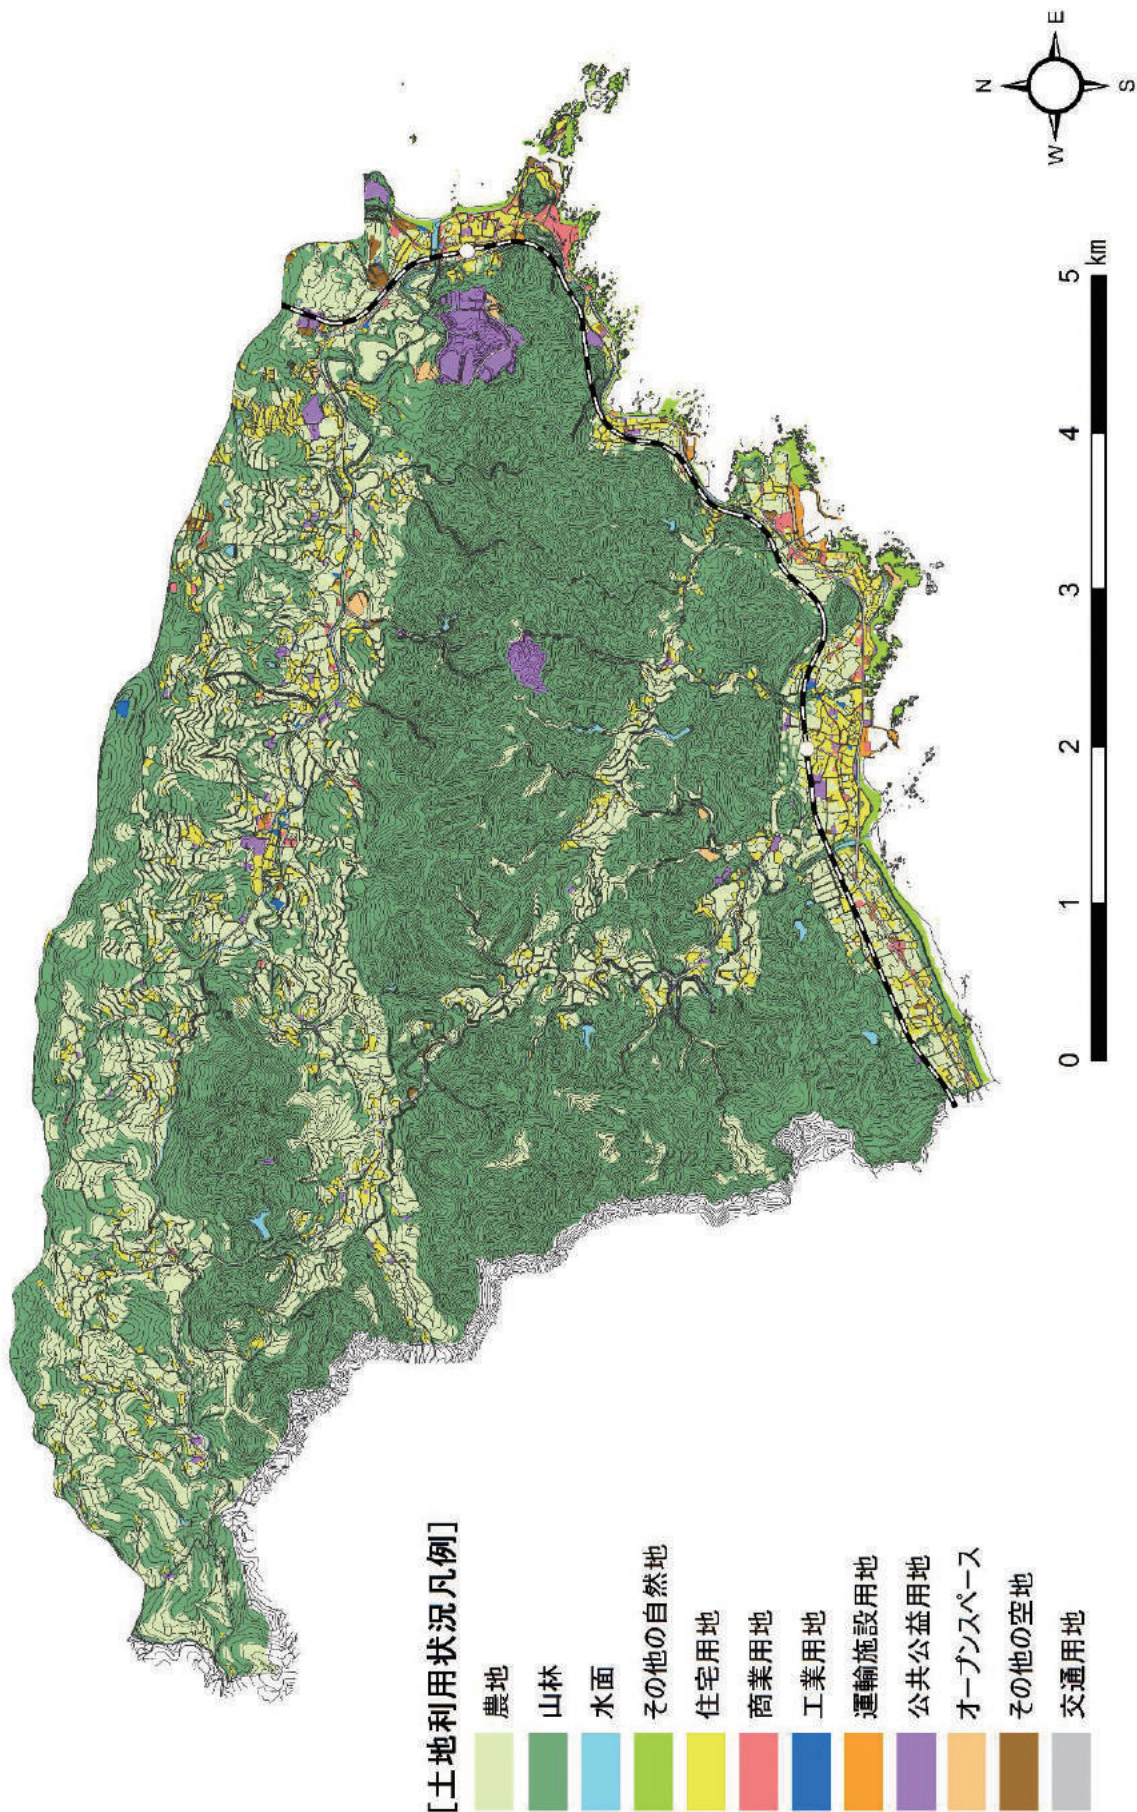 [土地利用状況凡例]
農地
山林
水面
その他の自然地
住宅用地
商業用地
工業用地
運輸施設用地
公共公益用地
オープンスペース
その他の空地
交通用地
N
E
S
W
0 1 2 3 4 5 km